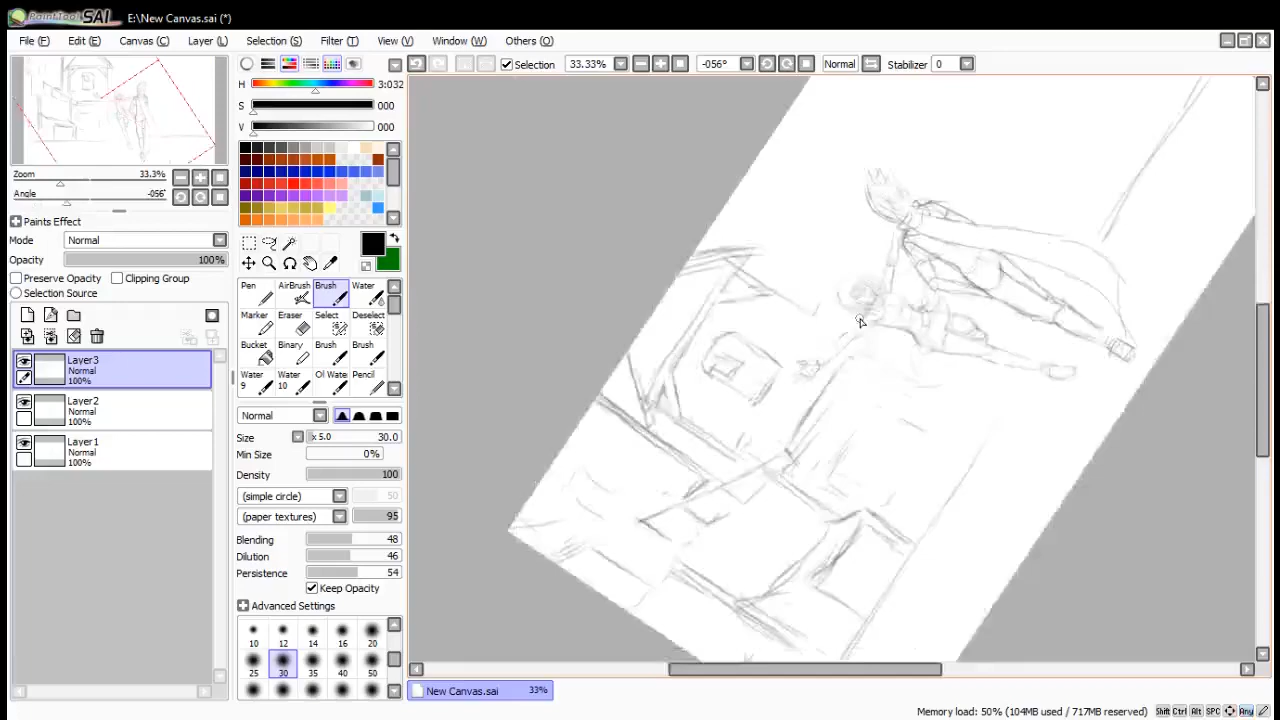 PaintTool SAI E:\New Canvas.sai (*)
File (F) Edit (E) Canvas (C) Layer (L) Selection (S) Filter (T) View (V) Window (W) Others (O)
Selection 33.33% -056° Normal Stabilizer 0
Zoom 33.3%
Angle -056°
Paints Effect
Mode Normal
Opacity 100%
Preserve Opacity Clipping Group
Selection Source
Layer3
Normal
100%
Layer2
Normal
100%
Layer1
Normal
100%
H 3:032
S 000
V 000
Pen AirBrush Brush Water
Marker Eraser Select Deselect
Bucket Binary Brush Brush
Water 9 Water 10 Oil Wate Pencil
Normal
Size x 5.0 30.0
Min Size 0%
Density 100
(simple circle) 50
(paper textures) 95
Blending 48
Dilution 46
Persistence 54
Keep Opacity
Advanced Settings
10 12 14 16 20
25 30 35 40 50
New Canvas.sai 33%
Memory load: 50% (104MB used / 717MB reserved) Shift Ctrl Alt SPC Any